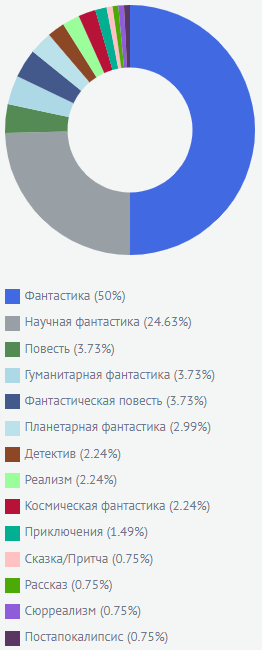 Фантастика (50%)
Научная фантастика (24.63%)
Повесть (3.73%)
Гуманитарная фантастика (3.73%)
Фантастическая повесть (3.73%)
Планетарная фантастика (2.99%)
Детектив (2.24%)
Реализм (2.24%)
Космическая фантастика (2.24%)
Приключения (1.49%)
Сказка/Притча (0.75%)
Рассказ (0.75%)
Сюрреализм (0.75%)
Постапокалипсис (0.75%)